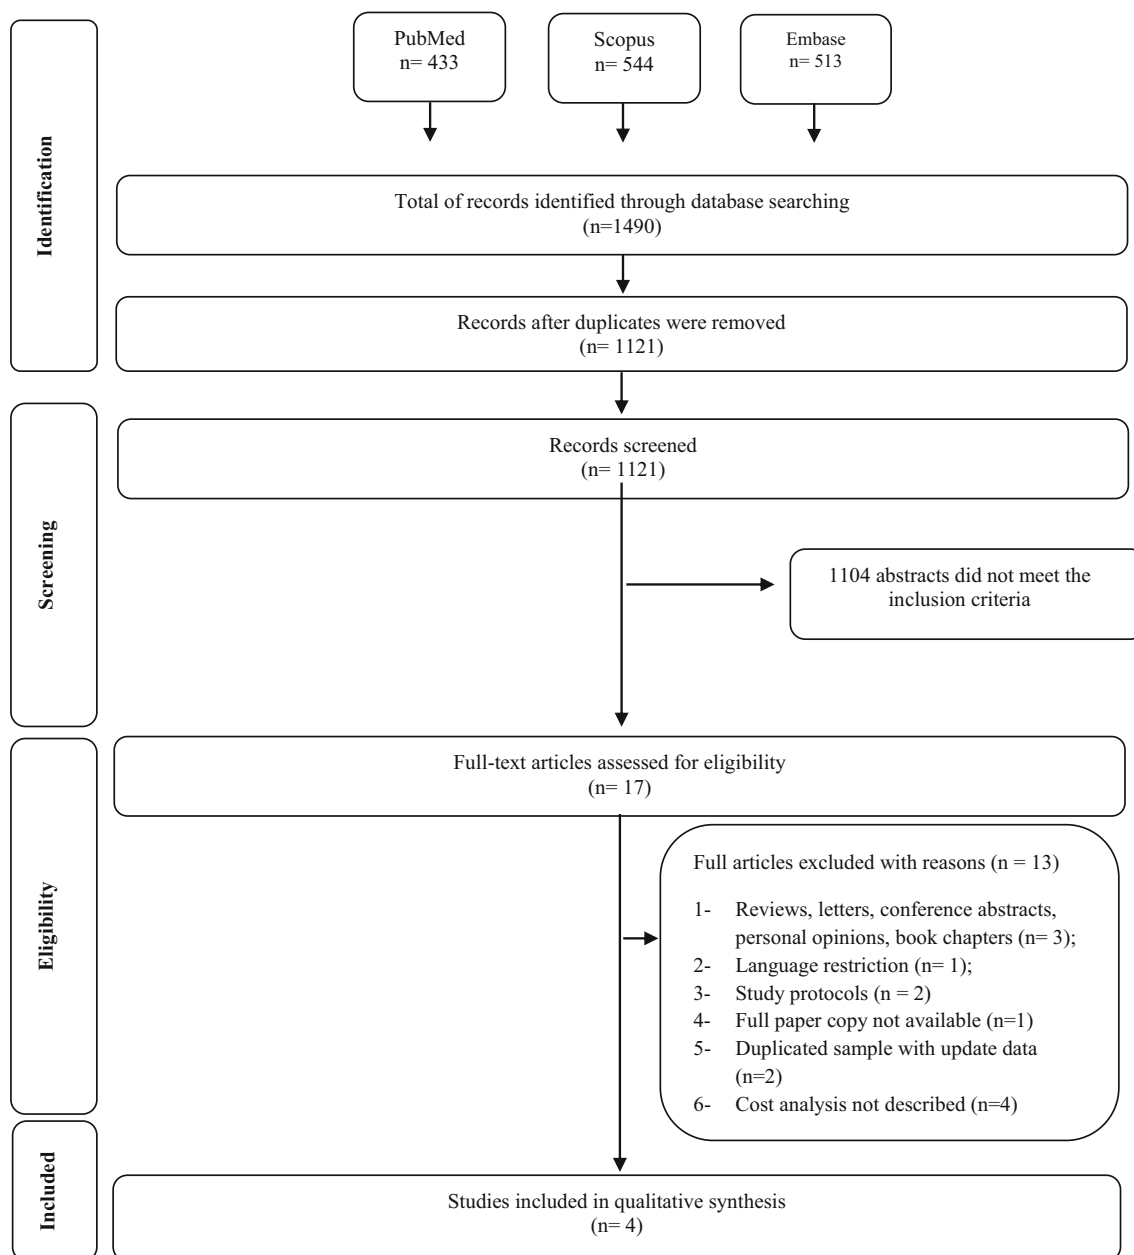 PubMed
n= 433
Scopus
n= 544
Embase
n= 513
Identification
Total of records identified through database searching
(n=1490)
Records after duplicates were removed
(n= 1121)
Screening
Records screened
(n= 1121)
1104 abstracts did not meet the
inclusion criteria
Eligibility
Full-text articles assessed for eligibility
(n= 17)
Full articles excluded with reasons (n = 13)
1- Reviews, letters, conference abstracts,
personal opinions, book chapters (n= 3);
2- Language restriction (n= 1);
3- Study protocols (n = 2)
4- Full paper copy not available (n=1)
5- Duplicated sample with update data
(n=2)
6- Cost analysis not described (n=4)
Included
Studies included in qualitative synthesis
(n= 4)